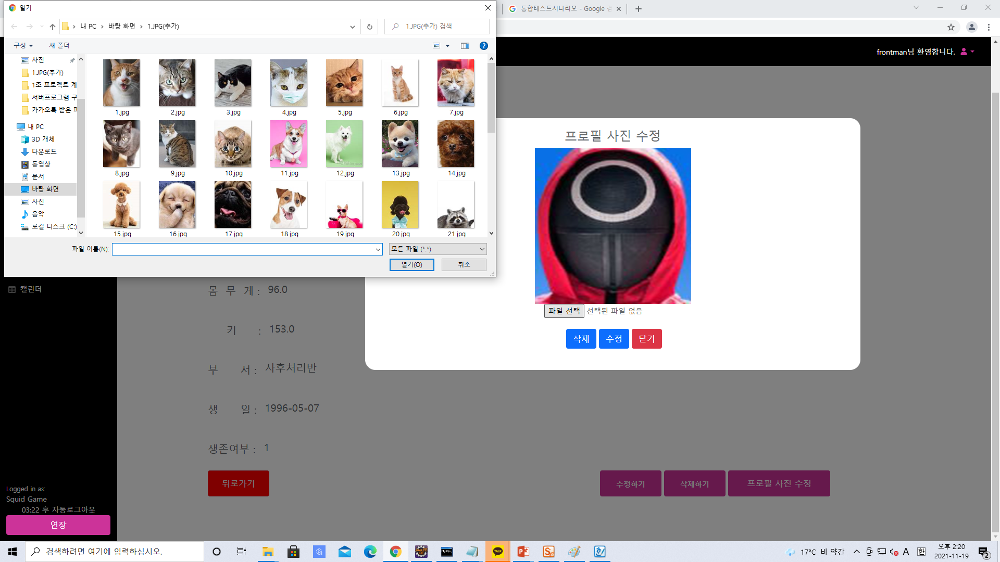 열기
통합테스트시나리오 - Google
내 PC › 바탕 화면 › 1.JPG(추가)
1.JPG(추가) 검색
구성
새 폴더
frontman님 환영합니다.
사진
1.JPG(추가)
1조 프로젝트 계
서버프로그램 구
카카오톡 받은 파
내 PC
3D 개체
다운로드
동영상
문서
바탕 화면
사진
음악
로컬 디스크 (C:)
1.jpg 2.jpg 3.jpg 4.jpg 5.jpg 6.jpg 7.jpg
8.jpg 9.jpg 10.jpg 11.jpg 12.jpg 13.jpg 14.jpg
15.jpg 16.jpg 17.jpg 18.jpg 19.jpg 20.jpg 21.jpg
파일 이름(N):
모든 파일 (*.*)
열기(O)
취소
프로필 사진 수정
파일 선택 선택된 파일 없음
삭제 수정 닫기
캘린더
몸 무 게 : 96.0
키 : 153.0
부 서 : 사후처리반
생 일 : 1996-05-07
생존여부 : 1
뒤로가기
수정하기
삭제하기
프로필 사진 수정
Logged in as:
Squid Game
03:22 후 자동로그아웃
연장
검색하려면 여기에 입력하십시오.
TALK
17°C 비 약간
A
한
오후 2:20
2021-11-19
2